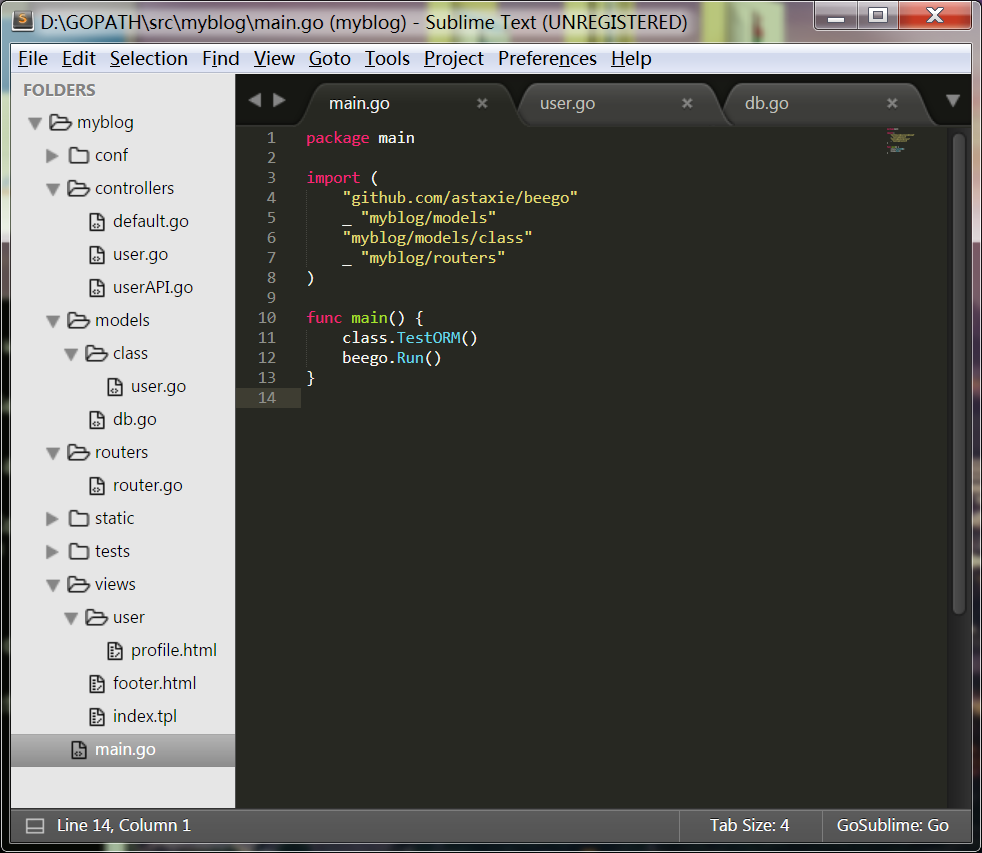 D:\GOPATH\src\myblog\main.go (myblog) - Sublime Text (UNREGISTERED)
File Edit Selection Find View Goto Tools Project Preferences Help
FOLDERS
myblog
conf
controllers
default.go
user.go
userAPI.go
models
class
user.go
db.go
routers
router.go
static
tests
views
user
profile.html
footer.html
index.tpl
main.go
main.go user.go db.go
1 package main
2
3 import (
4 "github.com/astaxie/beego"
5 _ "myblog/models"
6 "myblog/models/class"
7 _ "myblog/routers"
8 )
9
10 func main() {
11 class.TestORM()
12 beego.Run()
13 }
14
Line 14, Column 1 Tab Size: 4 GoSublime: Go